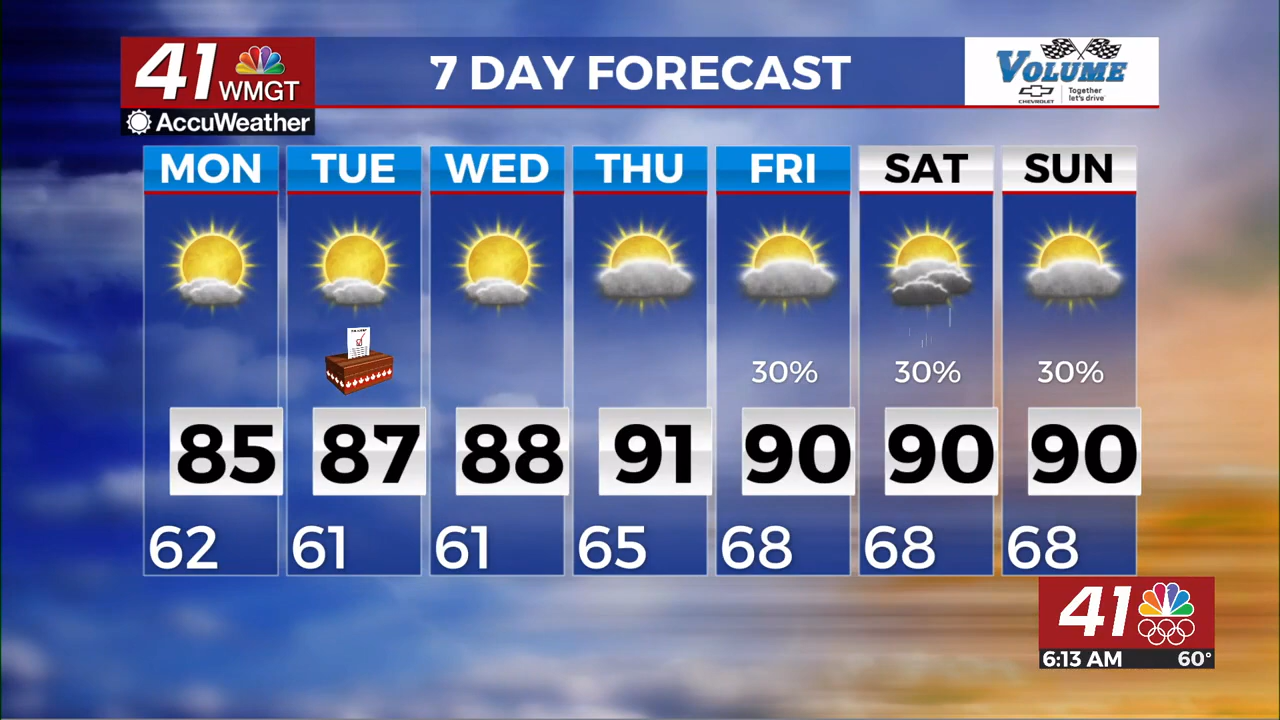 41
WMGT
AccuWeather
7 DAY FORECAST
VOLUME
CHEVROLET
Together
let's drive
MON TUE WED THU FRI SAT SUN
30% 30% 30%
85 87 88 91 90 90 90
62 61 61 65 68 68 68
41
6:13 AM 60°